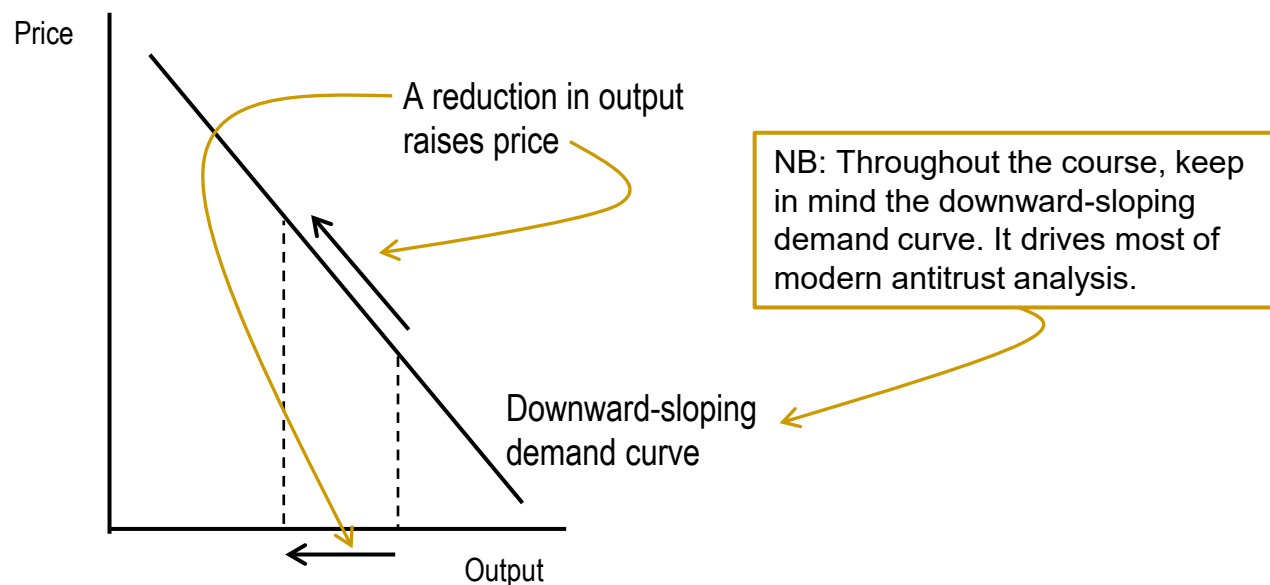 Price
A reduction in output
raises price
NB: Throughout the course, keep
in mind the downward-sloping
demand curve. It drives most of
modern antitrust analysis.
Downward-sloping
demand curve
Output